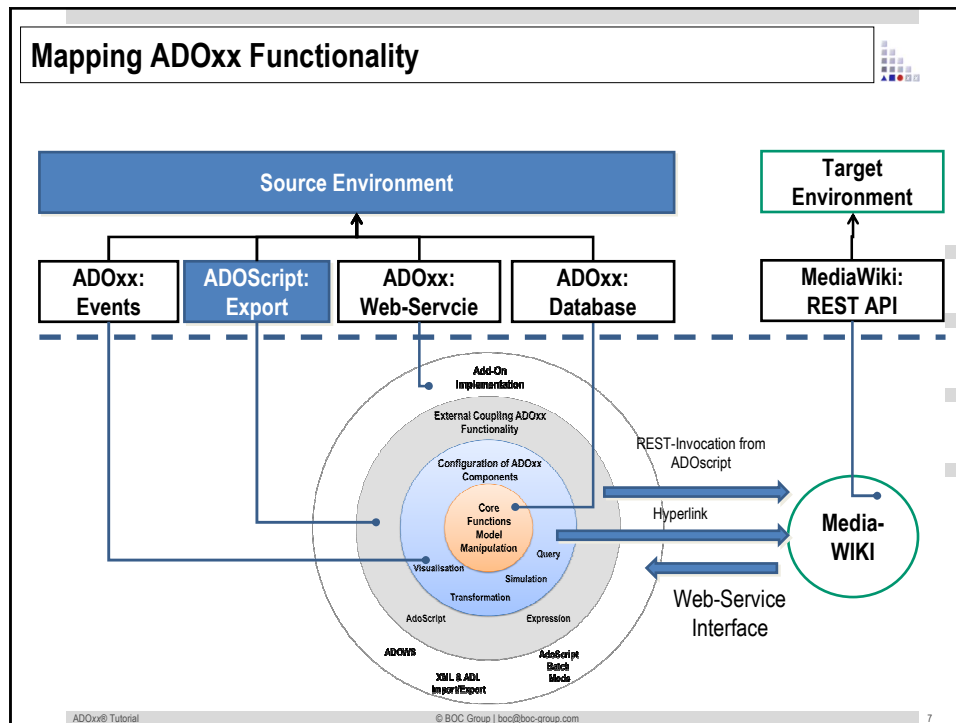 Mapping ADOxx Functionality
Source Environment
Target
Environment
ADOxx:
Events
ADOScript:
Export
ADOxx:
Web-Servcie
ADOxx:
Database
MediaWiki:
REST API
Add-On
Implementation
External Coupling ADOxx
Functionality
Configuration of ADOxx
Components
Core
Functions
Model
Manipulation
Visualisation
Query
Simulation
Transformation
AdoScript
Expression
ADOWS
XML & ADL
Import/Export
AdoScript
Batch
Mode
REST-Invocation from
ADOscript
Hyperlink
Media-
WIKI
Web-Service
Interface
ADOxx® Tutorial
© BOC Group | boc@boc-group.com
7